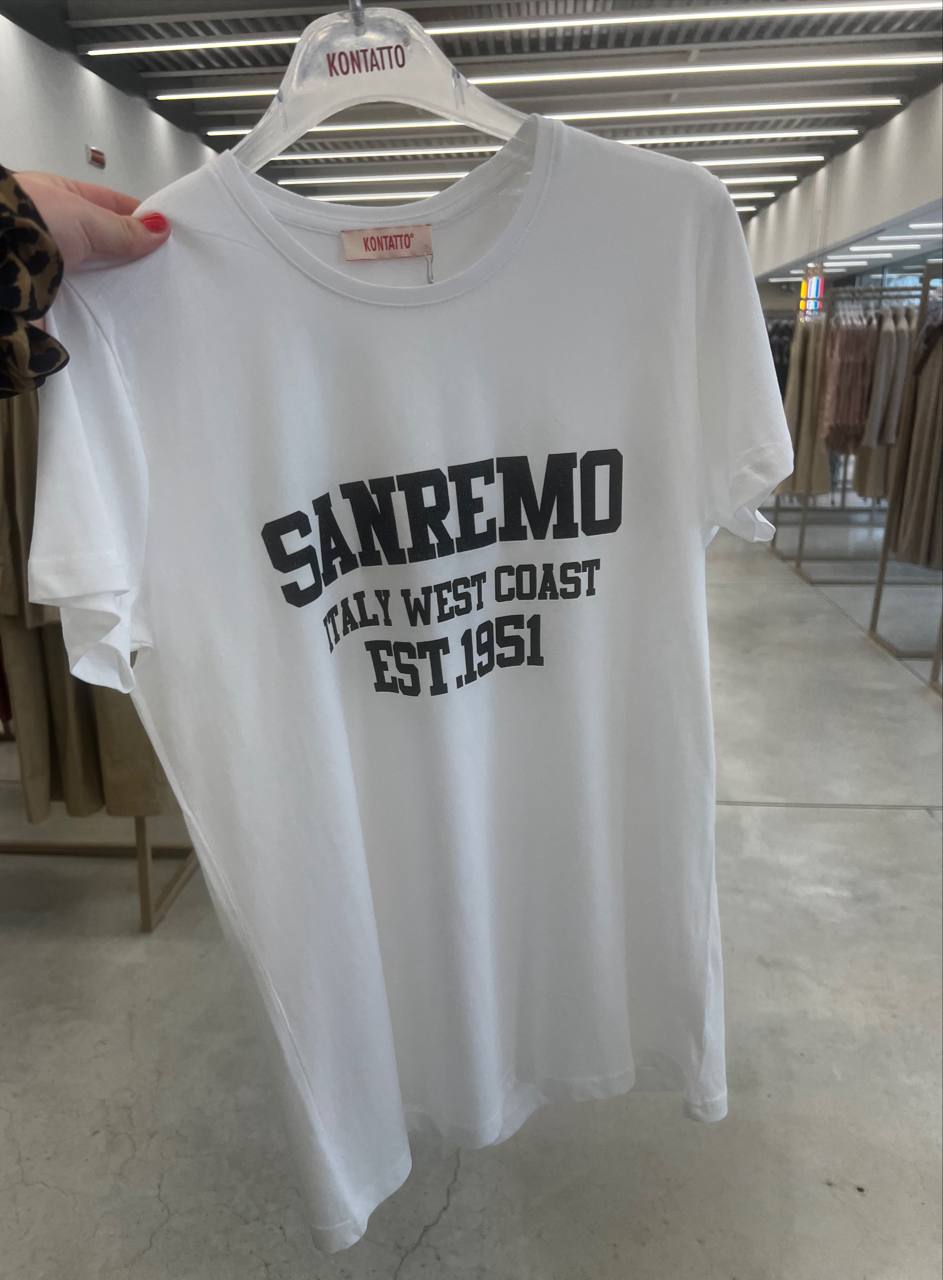 KONTATTO®
KONTATTO®
SANREMO
ITALY WEST COAST
EST.1951